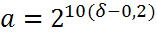 a = 2^{10(δ−0,2)}